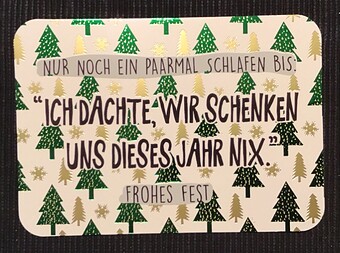 NUR NOCH EIN PAARMAL SCHLAFEN BIS:
“ICH DACHTE, WIR SCHENKEN
UNS DIESES JAHR NIX.”
FROHES FEST